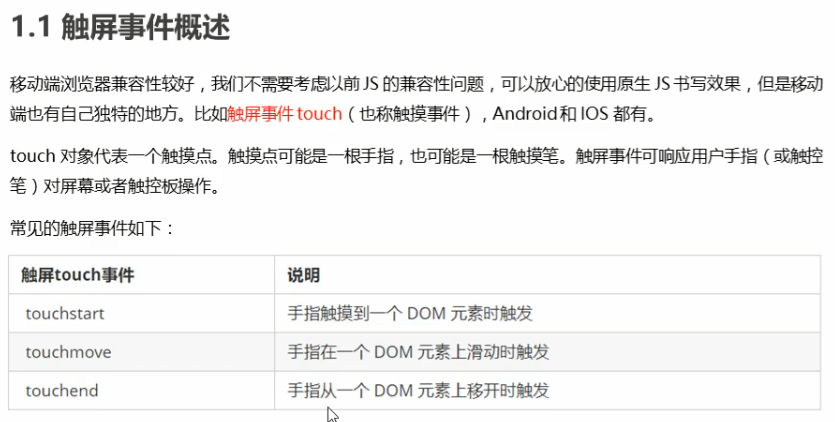 1.1 触屏事件概述
移动端浏览器兼容性较好，我们不需要考虑以前 JS 的兼容性问题，可以放心的使用原生 JS 书写效果，但是移动
端也有自己独特的地方。比如触屏事件 touch（也称触摸事件），Android 和 IOS 都有。
touch 对象代表一个触摸点。触摸点可能是一根手指，也可能是一根触摸笔。触屏事件可响应用户手指（或触控
笔）对屏幕或者触控板操作。
常见的触屏事件如下：
触屏touch事件 说明
touchstart 手指触摸到一个 DOM 元素时触发
touchmove 手指在一个 DOM 元素上滑动时触发
touchend 手指从一个 DOM 元素上移开时触发